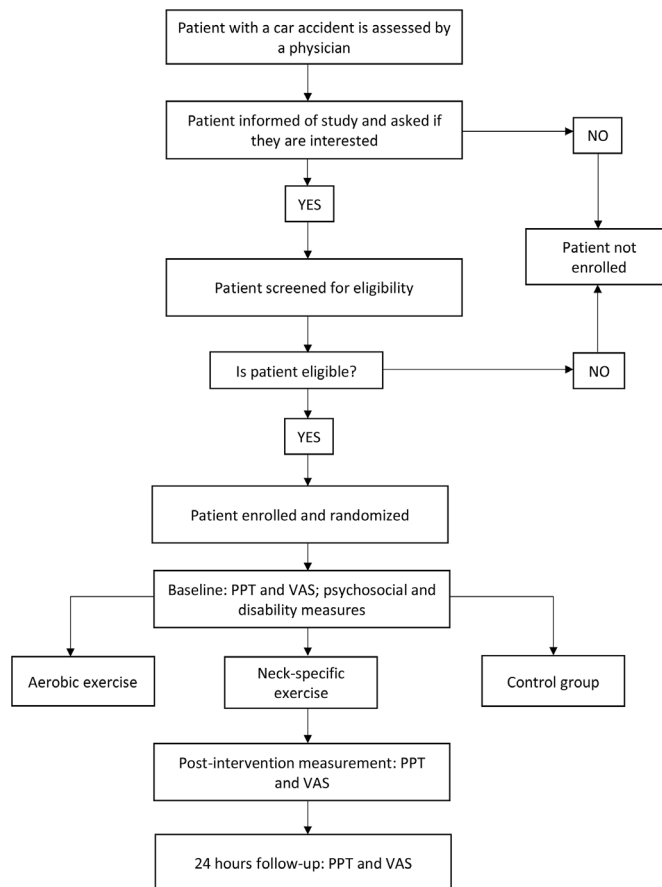 Patient with a car accident is assessed by
a physician
Patient informed of study and asked if
they are interested
NO
YES
Patient not
enrolled
Patient screened for eligibility
Is patient eligible?
NO
YES
Patient enrolled and randomized
Baseline: PPT and VAS; psychosocial and
disability measures
Aerobic exercise
Neck-specific
exercise
Control group
Post-intervention measurement: PPT
and VAS
24 hours follow-up: PPT and VAS